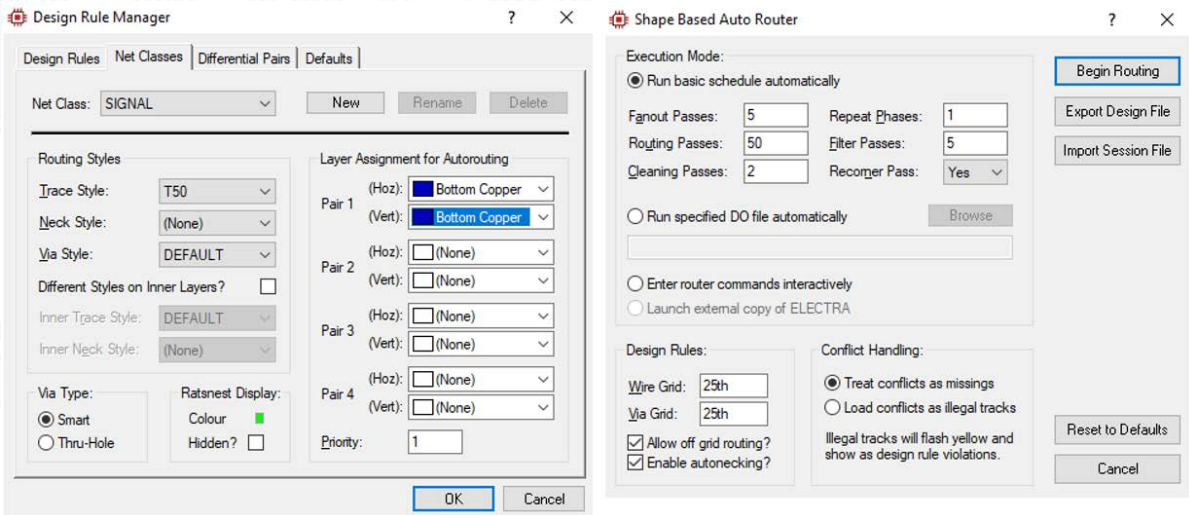 Design Rule Manager ? ×
Design Rules Net Classes Differential Pairs Defaults
Net Class: SIGNAL New Rename Delete
Routing Styles
Trace Style: T50
Neck Style: (None)
Via Style: DEFAULT
Different Styles on Inner Layers?
Inner Trace Style: DEFAULT
Inner Neck Style: (None)
Via Type:
Smart
Thru-Hole
Ratsnest Display:
Colour
Hidden?
Layer Assignment for Autorouting
Pair 1
(Hoz): Bottom Copper
(Vert): Bottom Copper
Pair 2
(Hoz): (None)
(Vert): (None)
Pair 3
(Hoz): (None)
(Vert): (None)
Pair 4
(Hoz): (None)
(Vert): (None)
Priority: 1
OK Cancel
Shape Based Auto Router ? ×
Execution Mode:
Run basic schedule automatically
Fanout Passes: 5 Repeat Phases: 1
Routing Passes: 50 Filter Passes: 5
Cleaning Passes: 2 Recorner Pass: Yes
Run specified DO file automatically Browse
Enter router commands interactively
Launch external copy of ELECTRA
Design Rules:
Wire Grid: 25th
Via Grid: 25th
Allow off grid routing?
Enable autonecking?
Conflict Handling:
Treat conflicts as missings
Load conflicts as illegal tracks
Illegal tracks will flash yellow and
show as design rule violations.
Begin Routing
Export Design File
Import Session File
Reset to Defaults
Cancel